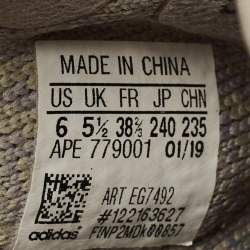 MADE IN CHINA
US UK FR JP CHN
6 5½ 38⅔ 240 235
APE 779001 01/19
ART EG7492
#122163627
adidas F1NP2MDK00857